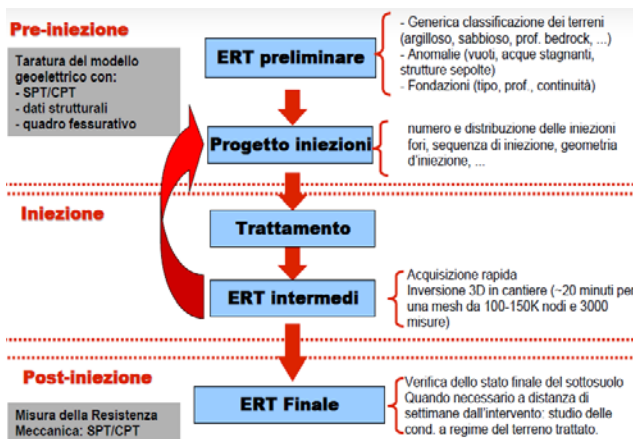 Pre-iniezione
Taratura del modello
geoelettrico con:
- SPT/CPT
- dati strutturali
- quadro fessurativo
ERT preliminare
- Generica classificazione dei terreni
(argilloso, sabbioso, prof. bedrock, ...)
- Anomalie (vuoti, acque stagnanti,
strutture sepolte)
- Fondazioni (tipo, prof., continuità)
Progetto iniezioni
numero e distribuzione delle iniezioni
fori, sequenza di iniezione, geometria
d'iniezione, ...
Iniezione
Trattamento
ERT intermedi
Acquisizione rapida
Inversione 3D in cantiere (~20 minuti per
una mesh da 100-150K nodi e 3000
misure)
Post-iniezione
Misura della Resistenza
Meccanica: SPT/CPT
ERT Finale
Verifica dello stato finale del sottosuolo
Quando necessario a distanza di
settimane dall'intervento: studio delle
cond. a regime del terreno trattato.